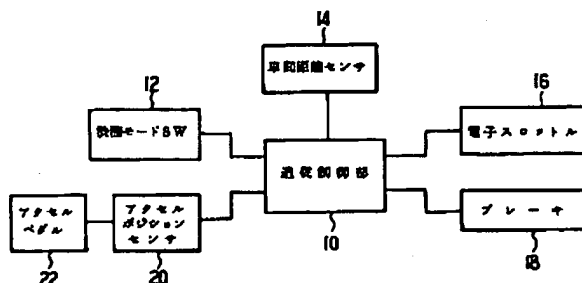 14
車間距離センサ
12
渋滞モードSW
16
電子スロットル
追従制御部
アクセル
ペダル
アクセル
ポジション
センサ
ブレーキ
22
20
10
18